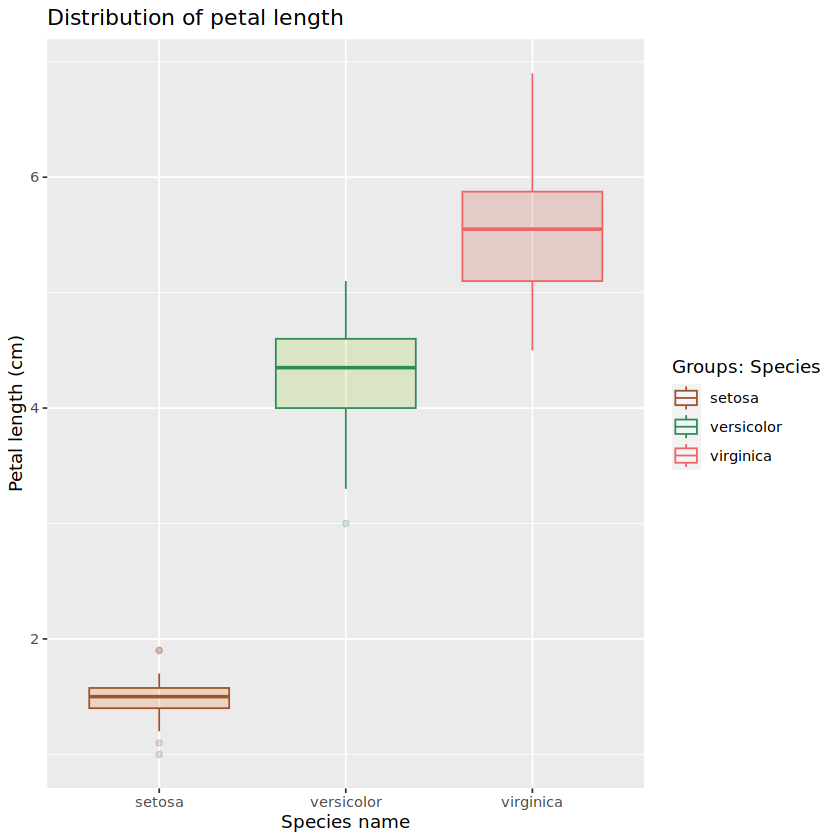 Distribution of petal length
Petal length (cm)
6
4
2
setosa
versicolor
virginica
Species name
Groups: Species
setosa
versicolor
virginica